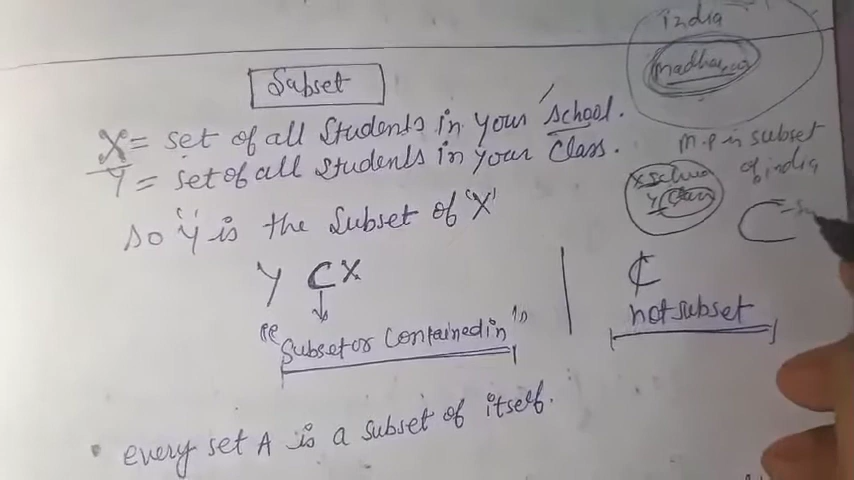 india
Subset
X = set of all Students in your School.
Y = set of all Students in your Class.
M.P in subset
of india
X School
Y Class
So 'Y' is the Subset of 'X'
Y ⊂ X
⊄
"Subset or Contained in"
not subset
• every set A is a subset of itself.